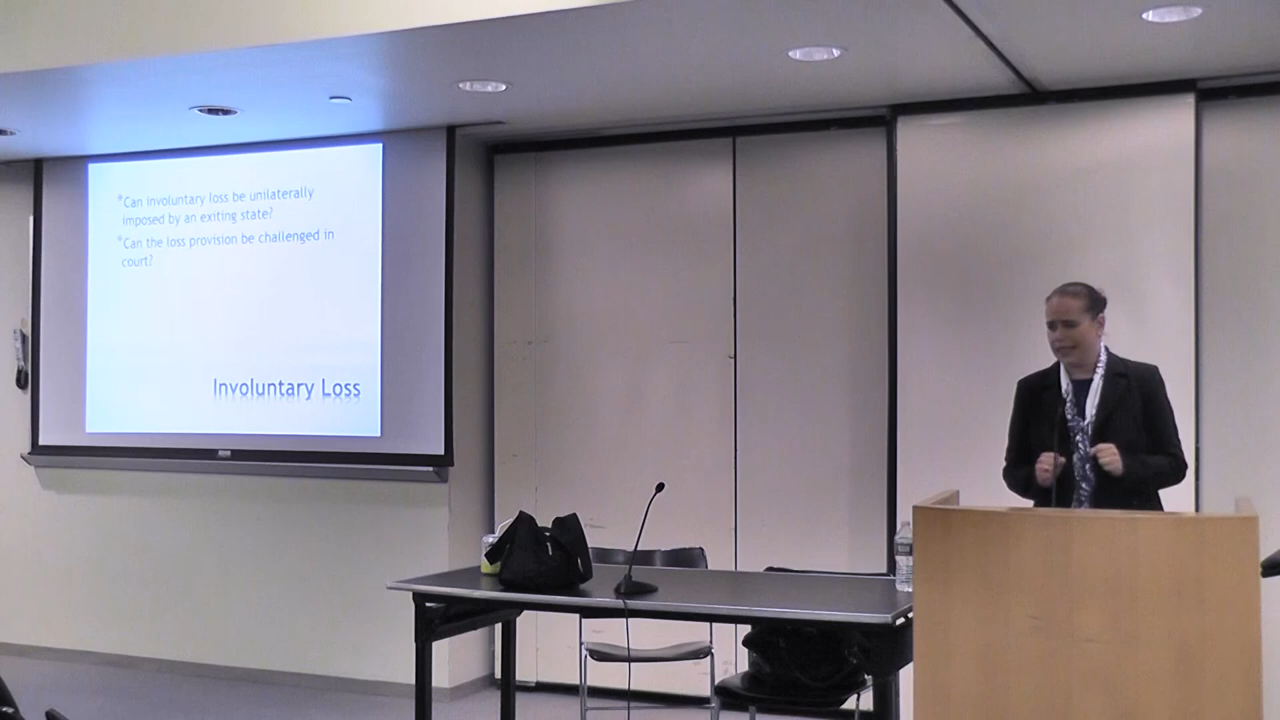 *Can involuntary loss be unilaterally
imposed by an exiting state?
*Can the loss provision be challenged in
court?
Involuntary Loss